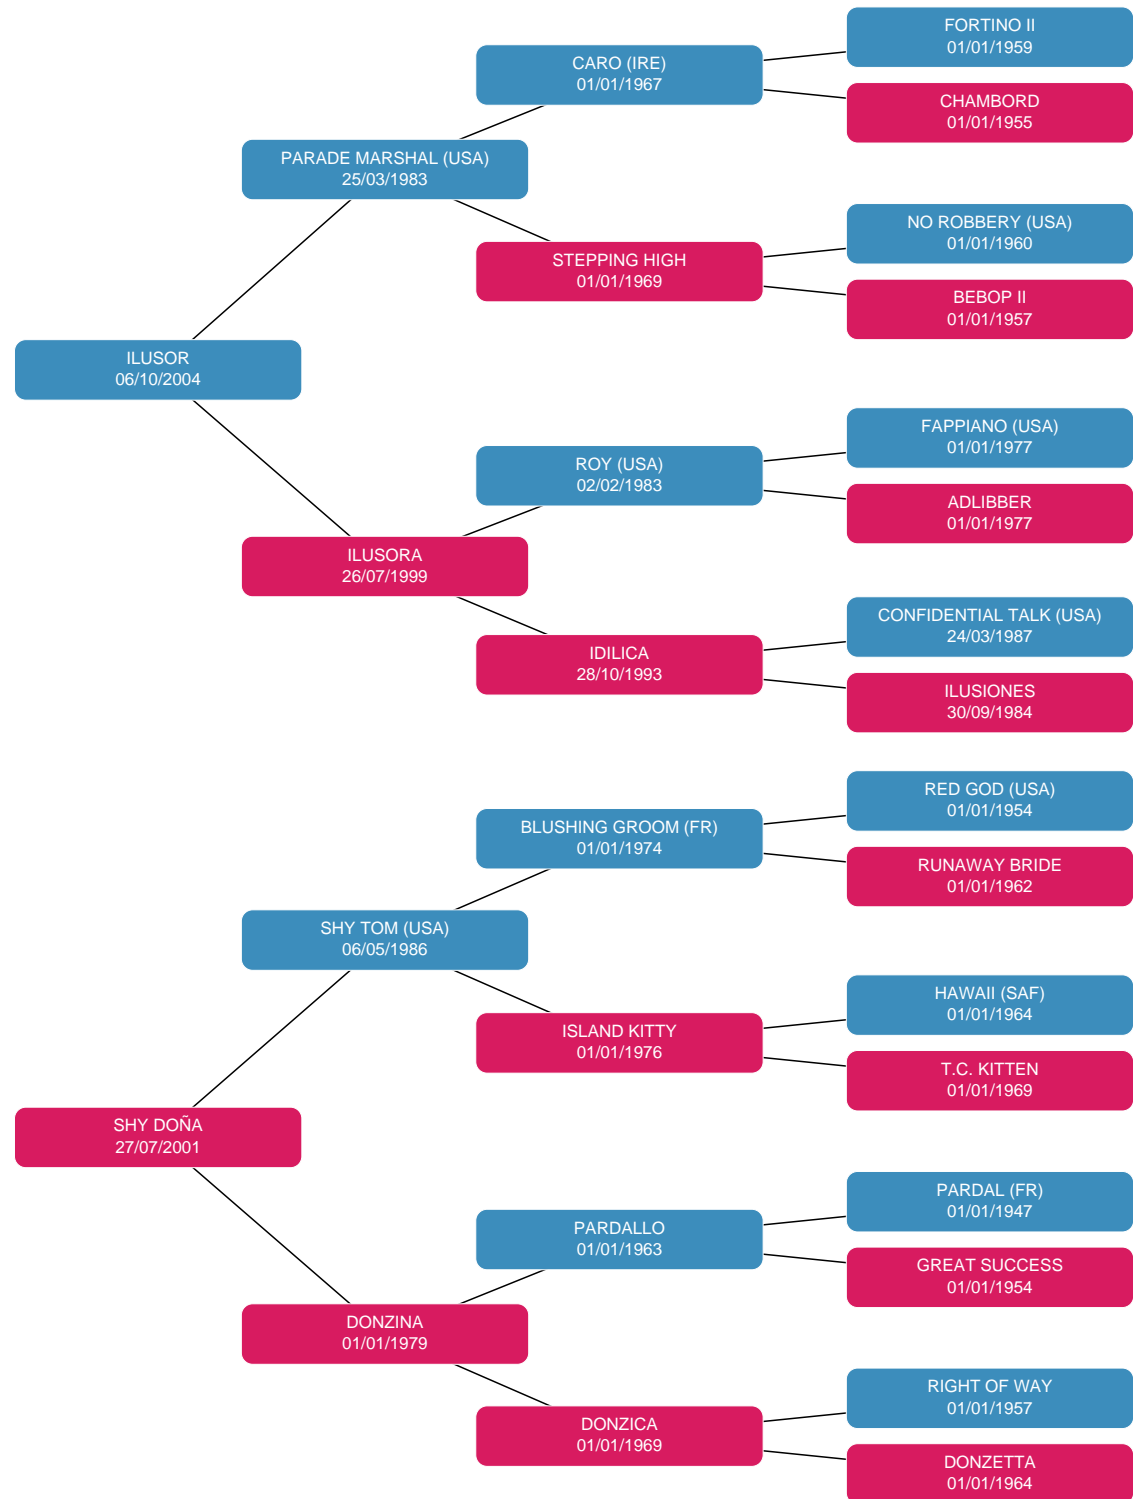 FORTINO II
01/01/1959
CARO (IRE)
01/01/1967
CHAMBORD
01/01/1955
PARADE MARSHAL (USA)
25/03/1983
NO ROBBERY (USA)
01/01/1960
STEPPING HIGH
01/01/1969
BEBOP II
01/01/1957
ILUSOR
06/10/2004
FAPPIANO (USA)
01/01/1977
ROY (USA)
02/02/1983
ADLIBBER
01/01/1977
ILUSORA
26/07/1999
CONFIDENTIAL TALK (USA)
24/03/1987
IDILICA
28/10/1993
ILUSIONES
30/09/1984
RED GOD (USA)
01/01/1954
BLUSHING GROOM (FR)
01/01/1974
RUNAWAY BRIDE
01/01/1962
SHY TOM (USA)
06/05/1986
HAWAII (SAF)
01/01/1964
ISLAND KITTY
01/01/1976
T.C. KITTEN
01/01/1969
SHY DOÑA
27/07/2001
PARDAL (FR)
01/01/1947
PARDALLO
01/01/1963
GREAT SUCCESS
01/01/1954
DONZINA
01/01/1979
RIGHT OF WAY
01/01/1957
DONZICA
01/01/1969
DONZETTA
01/01/1964